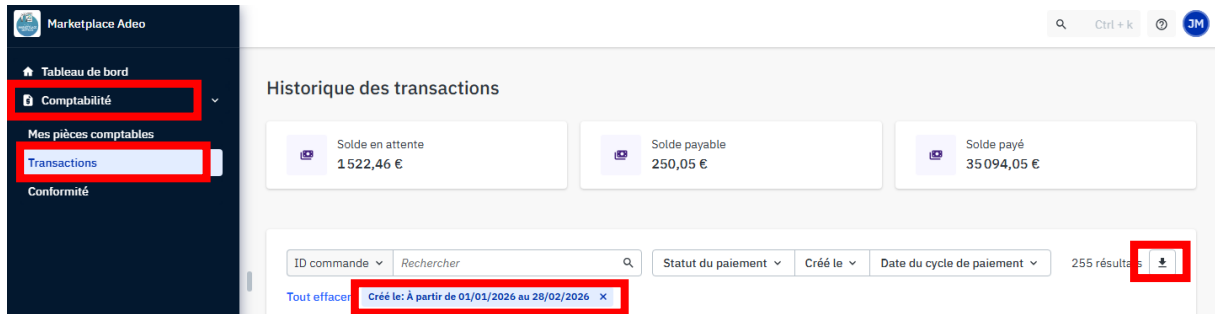 Marketplace Adeo
Ctrl + k
JM
Tableau de bord
Comptabilité
Mes pièces comptables
Transactions
Conformité
Historique des transactions
Solde en attente
1 522,46 €
Solde payable
250,05 €
Solde payé
35 094,05 €
ID commande
Rechercher
Statut du paiement
Créé le
Date du cycle de paiement
255 résultats
Tout effacer
Créé le: À partir de 01/01/2026 au 28/02/2026 ×